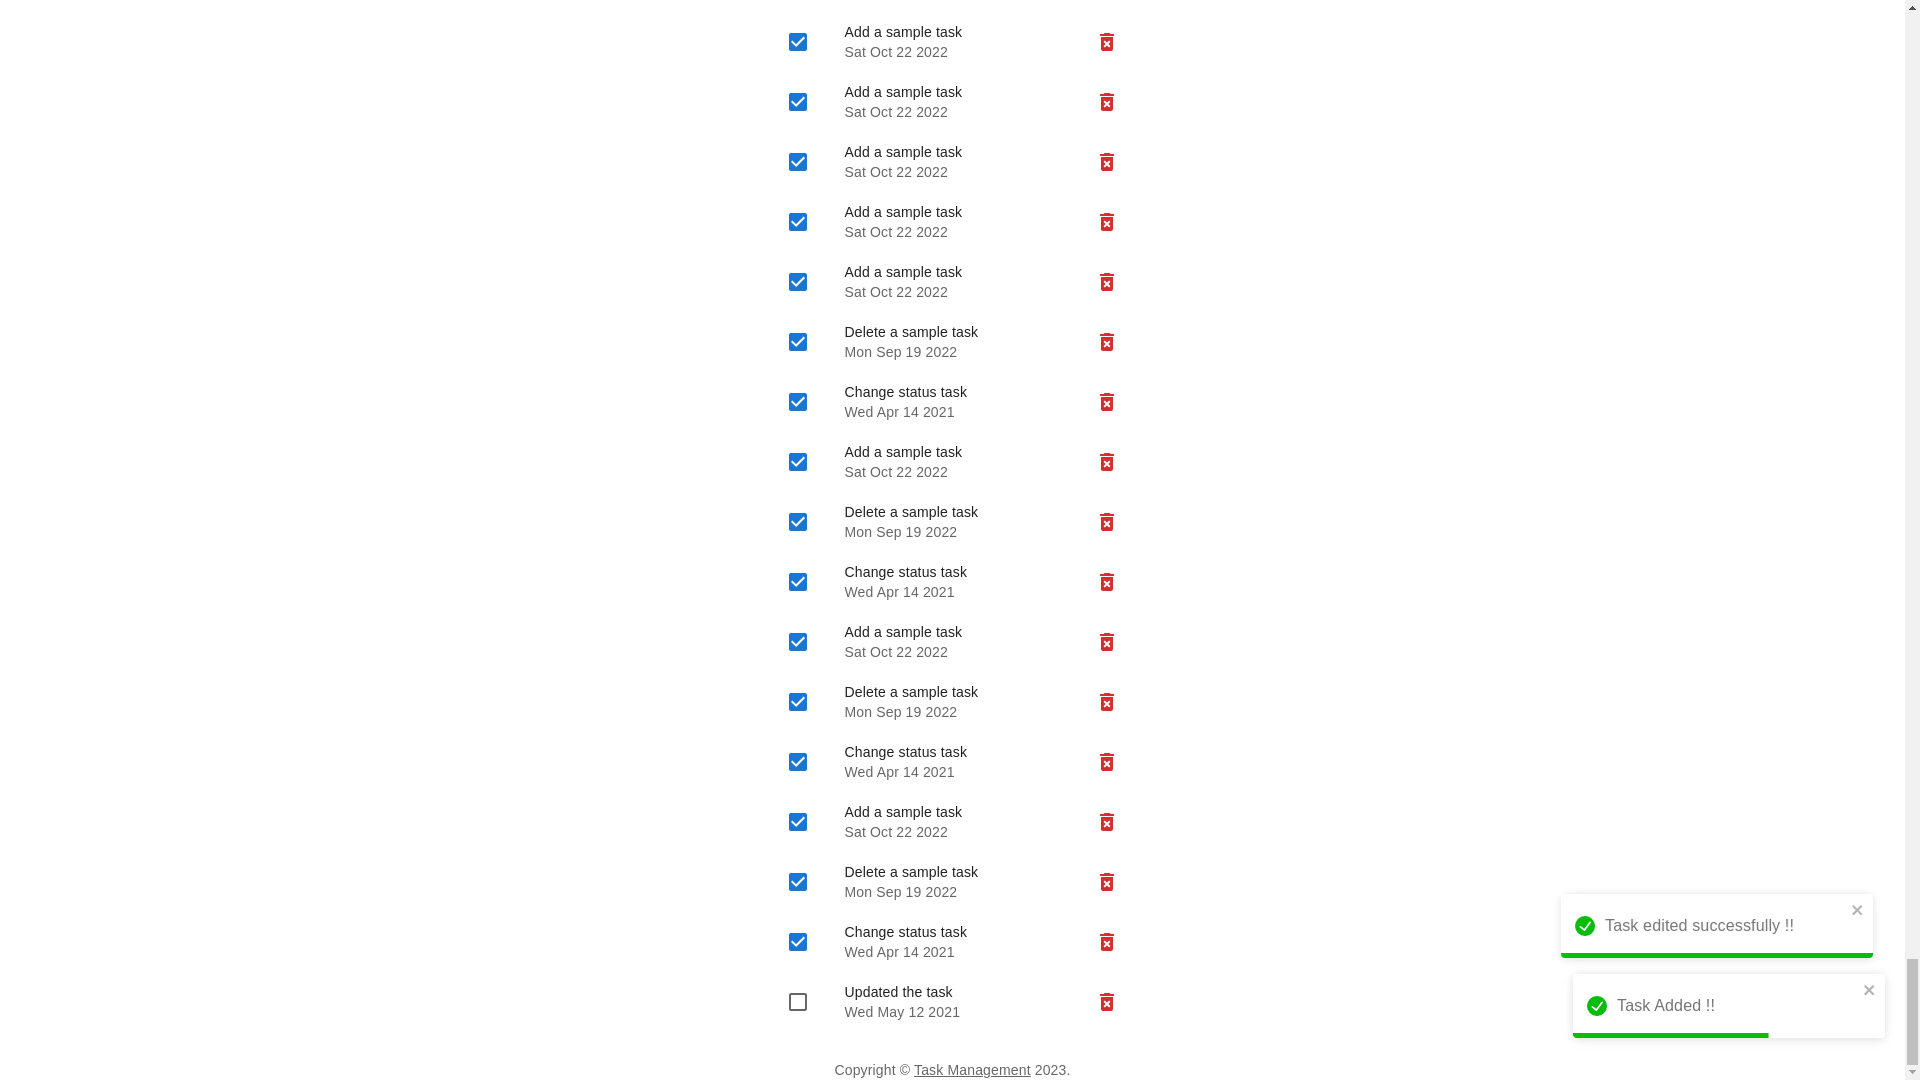 Add a sample task
Sat Oct 22 2022
Add a sample task
Sat Oct 22 2022
Add a sample task
Sat Oct 22 2022
Add a sample task
Sat Oct 22 2022
Add a sample task
Sat Oct 22 2022
Delete a sample task
Mon Sep 19 2022
Change status task
Wed Apr 14 2021
Add a sample task
Sat Oct 22 2022
Delete a sample task
Mon Sep 19 2022
Change status task
Wed Apr 14 2021
Add a sample task
Sat Oct 22 2022
Delete a sample task
Mon Sep 19 2022
Change status task
Wed Apr 14 2021
Add a sample task
Sat Oct 22 2022
Delete a sample task
Mon Sep 19 2022
Change status task
Wed Apr 14 2021
Updated the task
Wed May 12 2021
Task edited successfully !!
Task Added !!
Copyright © Task Management 2023.